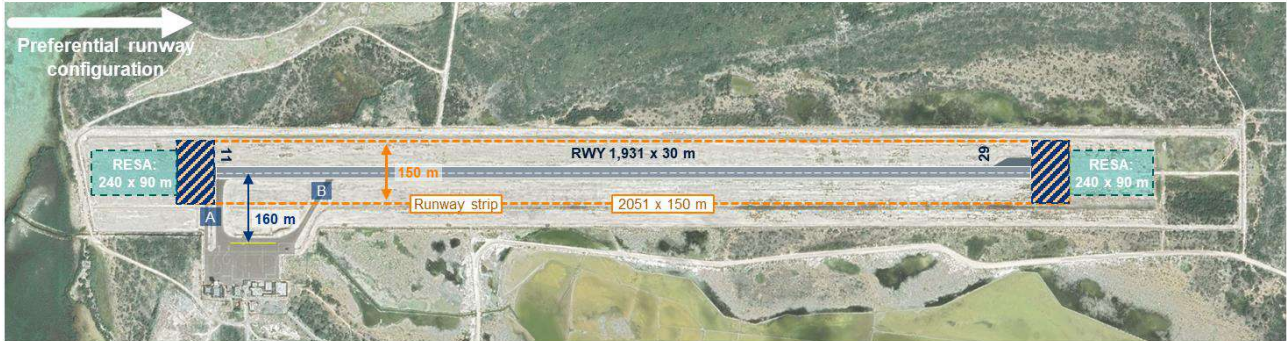 Preferential runway
configuration
RESA:
240 x 90 m
11
A
160 m
B
150 m
Runway strip
RWY 1,931 x 30 m
2051 x 150 m
29
RESA:
240 x 90 m